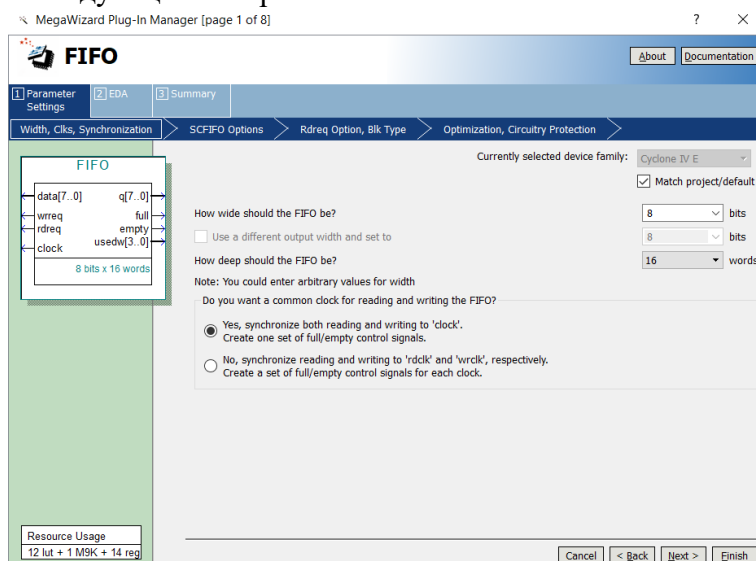 MegaWizard Plug-In Manager [page 1 of 8]
?
FIFO
About
Documentation
1 Parameter Settings
2 EDA
3 Summary
Width, Clks, Synchronization
SCFIFO Options
Rdreq Option, Blk Type
Optimization, Circuitry Protection
Currently selected device family:
Cyclone IV E
Match project/default
FIFO
data[7..0]
q[7..0]
wrreq
full
rdreq
empty
usedw[3..0]
clock
8 bits x 16 words
How wide should the FIFO be?
8
bits
Use a different output width and set to
8
bits
How deep should the FIFO be?
16
words
Note: You could enter arbitrary values for width
Do you want a common clock for reading and writing the FIFO?
Yes, synchronize both reading and writing to 'clock'.
Create one set of full/empty control signals.
No, synchronize reading and writing to 'rdclk' and 'wrclk', respectively.
Create a set of full/empty control signals for each clock.
Resource Usage
12 lut + 1 M9K + 14 reg
Cancel
< Back
Next >
Finish